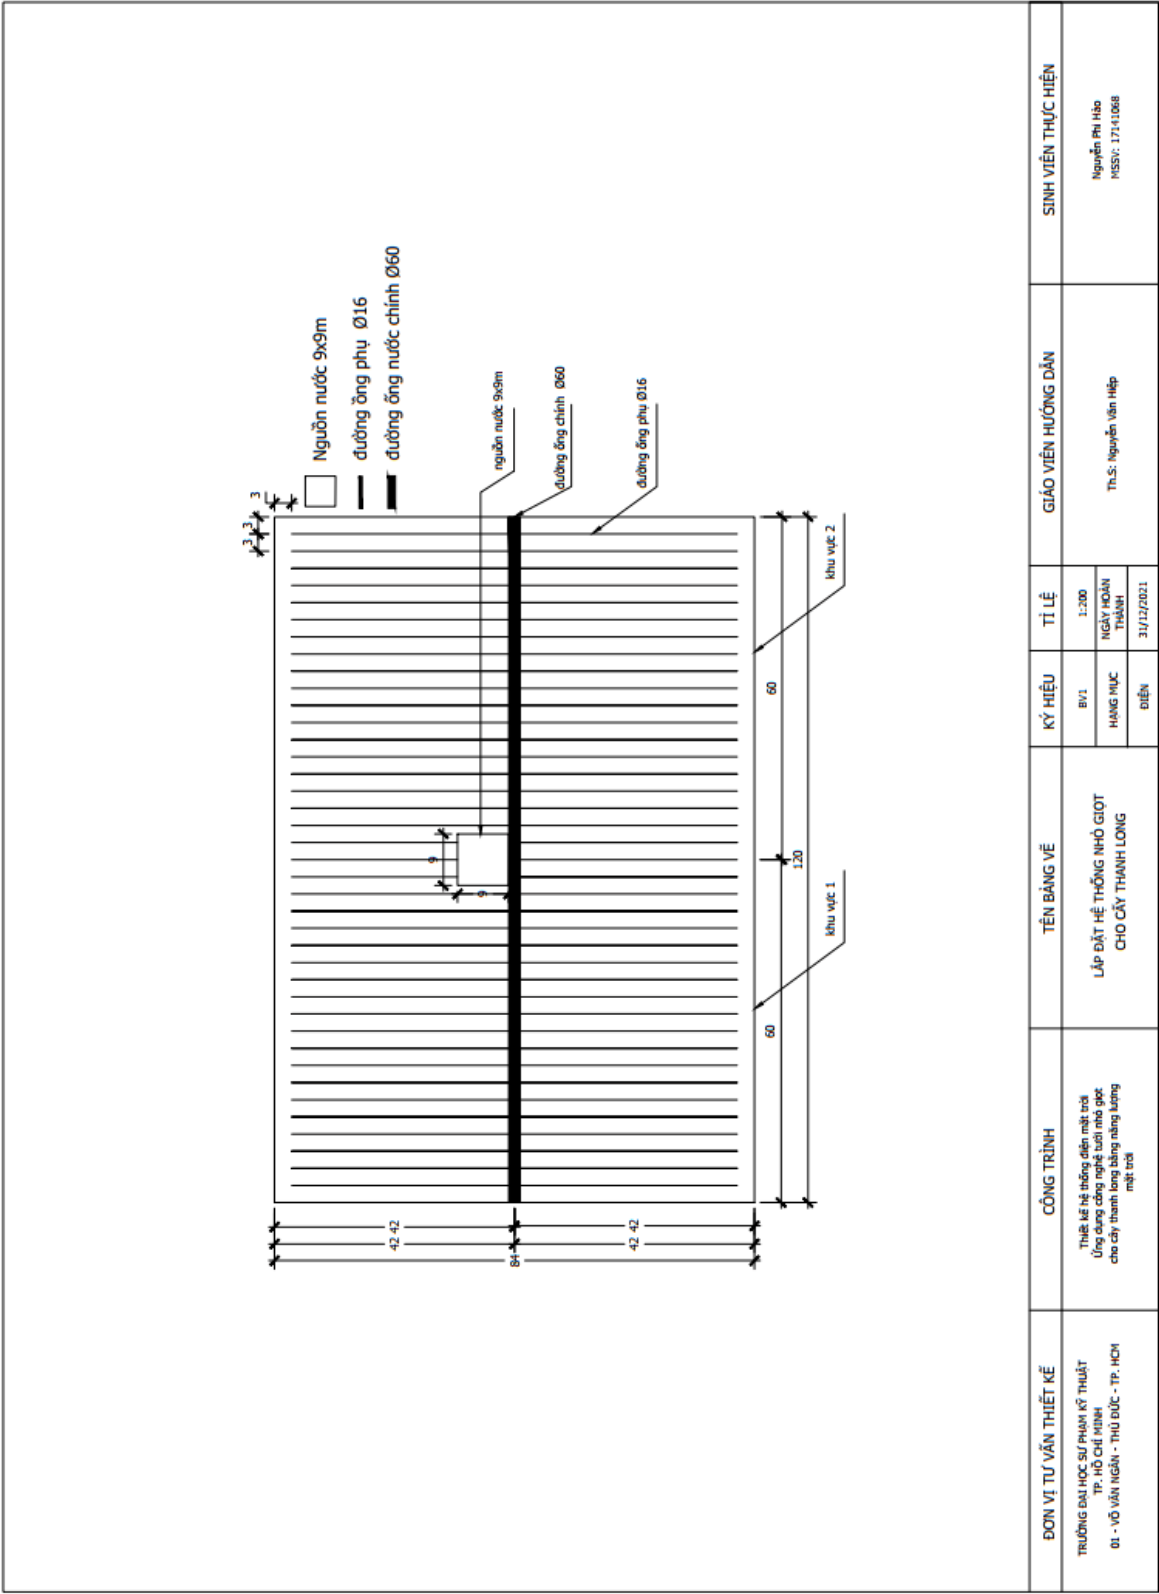 Nguồn nước 9x9m
đường ồng phụ Ø16
đường ống nước chính Ø60
3
3
3
nguồn nước 9x9m
đường ống chính Ø60
đường ống phụ Ø16
9
9
khu vực 2
khu vực 1
60
60
120
42 42
42 42
84
ĐƠN VỊ TƯ VẤN THIẾT KẾ
TRƯỜNG ĐẠI HỌC SƯ PHẠM KỸ THUẬT
TP. HỒ CHÍ MINH
01 - VÕ VĂN NGÂN - THỦ ĐỨC - TP. HCM
CÔNG TRÌNH
Thiết kế hệ thống điện mặt trời
Ứng dụng công nghệ tưới nhỏ giọt
cho cây thanh long bằng năng lượng
mặt trời
TÊN BẢNG VẼ
LẮP ĐẶT HỆ THỐNG NHỎ GIỌT
CHO CÂY THANH LONG
KÝ HIỆU
BV1
HẠNG MỤC
ĐIỆN
TỈ LỆ
1:200
NGÀY HOÀN
THÀNH
31/12/2021
GIÁO VIÊN HƯỚNG DẪN
Th.S: Nguyễn Văn Hiệp
SINH VIÊN THỰC HIỆN
Nguyễn Phi Hào
MSSV: 17141068